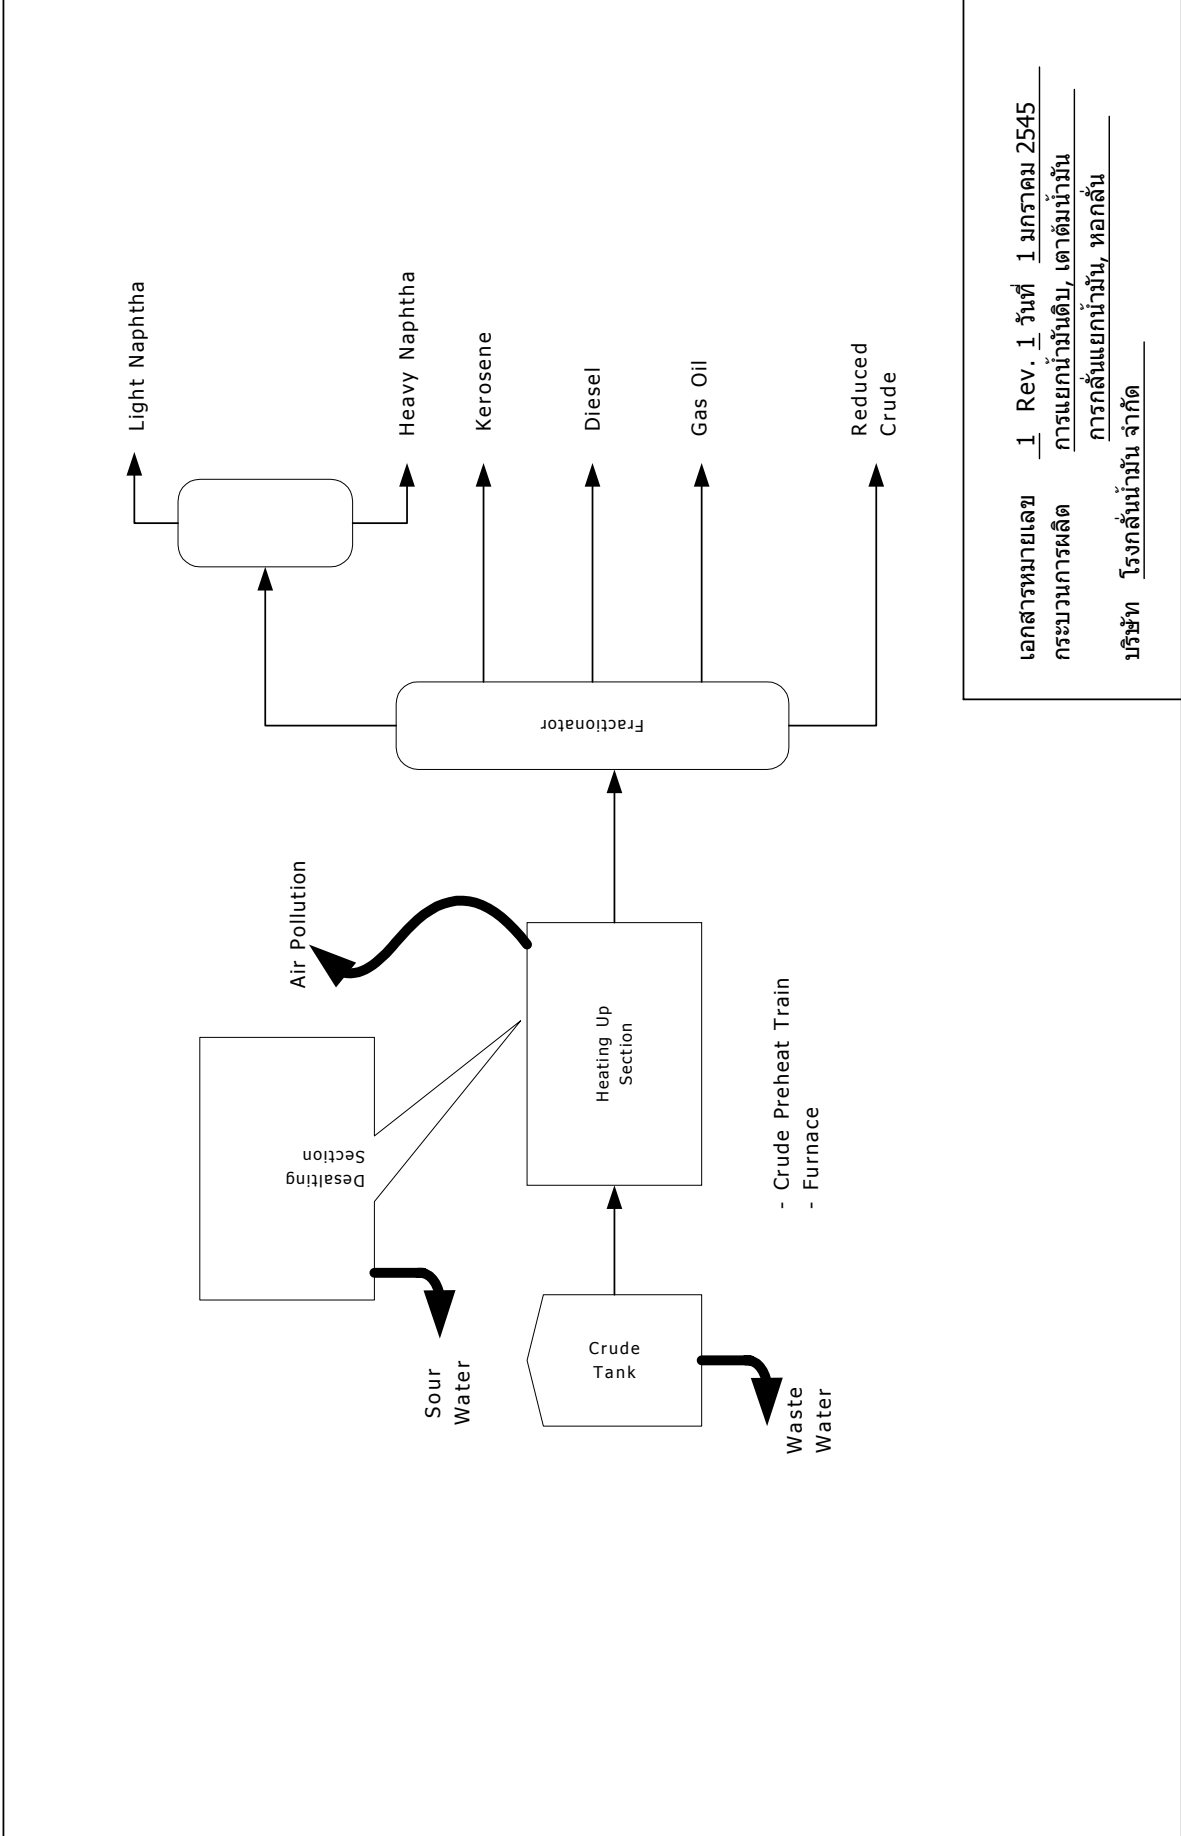 Light Naphtha
Heavy Naphtha
Kerosene
Diesel
Gas Oil
Reduced
Crude
Fractionator
Air Pollution
Heating Up
Section
Desalting
Section
- Crude Preheat Train
- Furnace
Sour
Water
Crude
Tank
Waste
Water
เอกสารหมายเลข 1 Rev. 1 วันที่ 1 มกราคม 2545
กระบวนการผลิต การแยกน้ำมันดิบ, เตาต้มน้ำมัน
การกลั่นแยกน้ำมัน, หอกลั่น
บริษัท โรงกลั่นน้ำมัน จำกัด